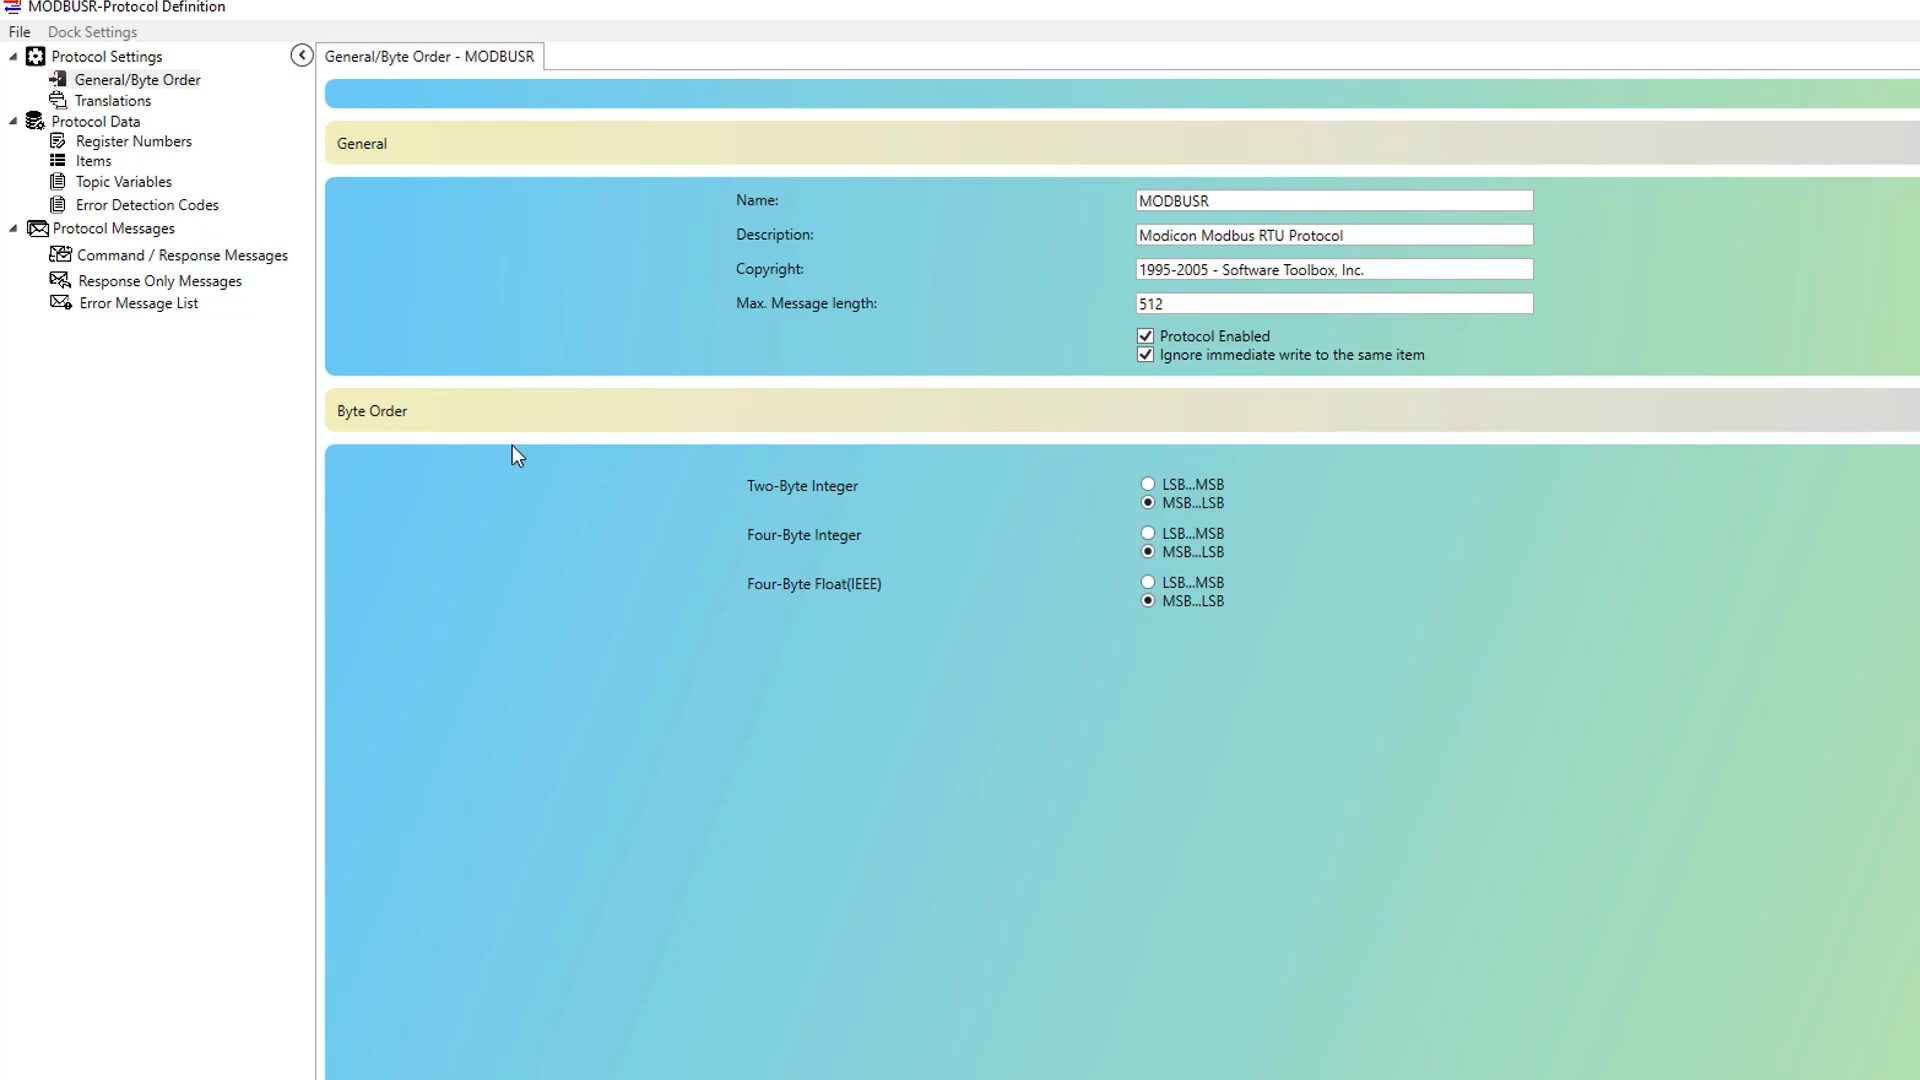 MODBUSR-Protocol Definition
File Dock Settings
Protocol Settings
General/Byte Order
Translations
Protocol Data
Register Numbers
Items
Topic Variables
Error Detection Codes
Protocol Messages
Command / Response Messages
Response Only Messages
Error Message List
General/Byte Order - MODBUSR
General
Name: MODBUSR
Description: Modicon Modbus RTU Protocol
Copyright: 1995-2005 - Software Toolbox, Inc.
Max. Message length: 512
Protocol Enabled
Ignore immediate write to the same item
Byte Order
Two-Byte Integer LSB...MSB
MSB...LSB
Four-Byte Integer LSB...MSB
MSB...LSB
Four-Byte Float(IEEE) LSB...MSB
MSB...LSB